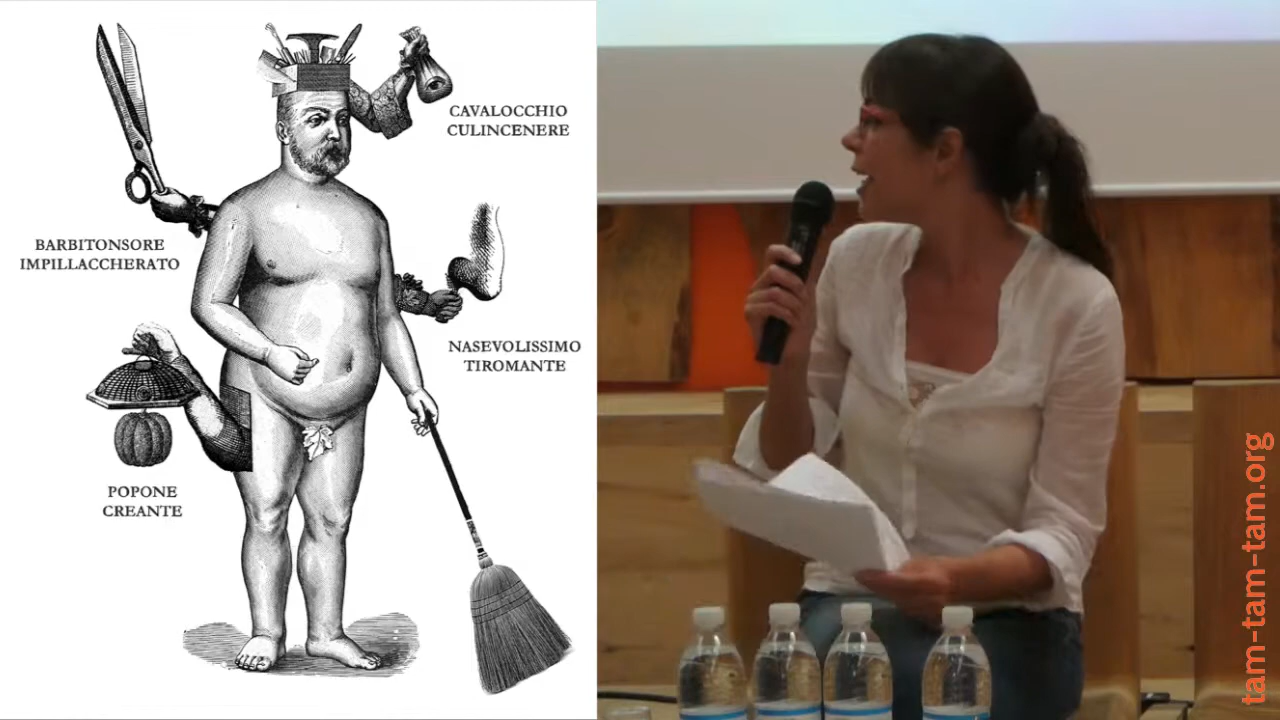 CAVALOCCHIO
CULINCENERE
BARBITONSORE
IMPILLACCHERATO
NASEVOLISSIMO
TIROMANTE
POPONE
CREANTE
tam-tam-tam.org